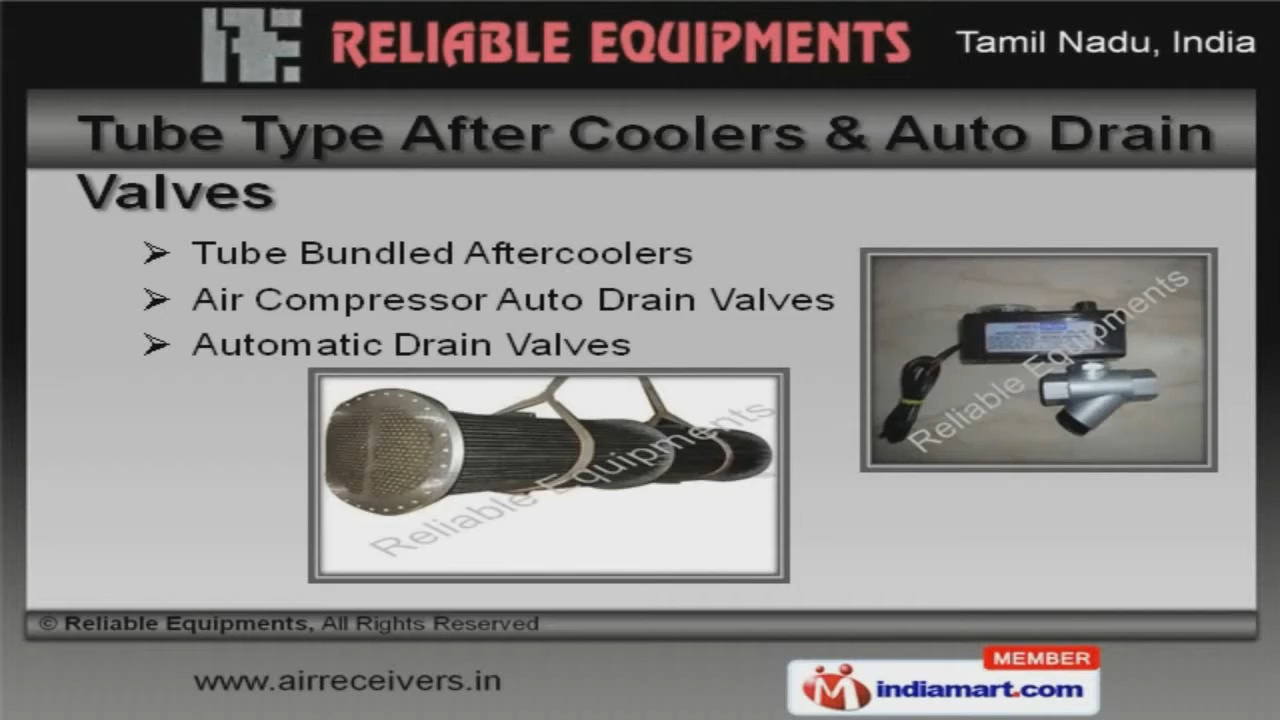 RELIABLE EQUIPMENTS
Tamil Nadu, India
Tube Type After Coolers & Auto Drain
Valves
Tube Bundled Aftercoolers
Air Compressor Auto Drain Valves
Automatic Drain Valves
Reliable Equipments
Reliable Equipments
© Reliable Equipments, All Rights Reserved
www.airreceivers.in
MEMBER
indiamart.com